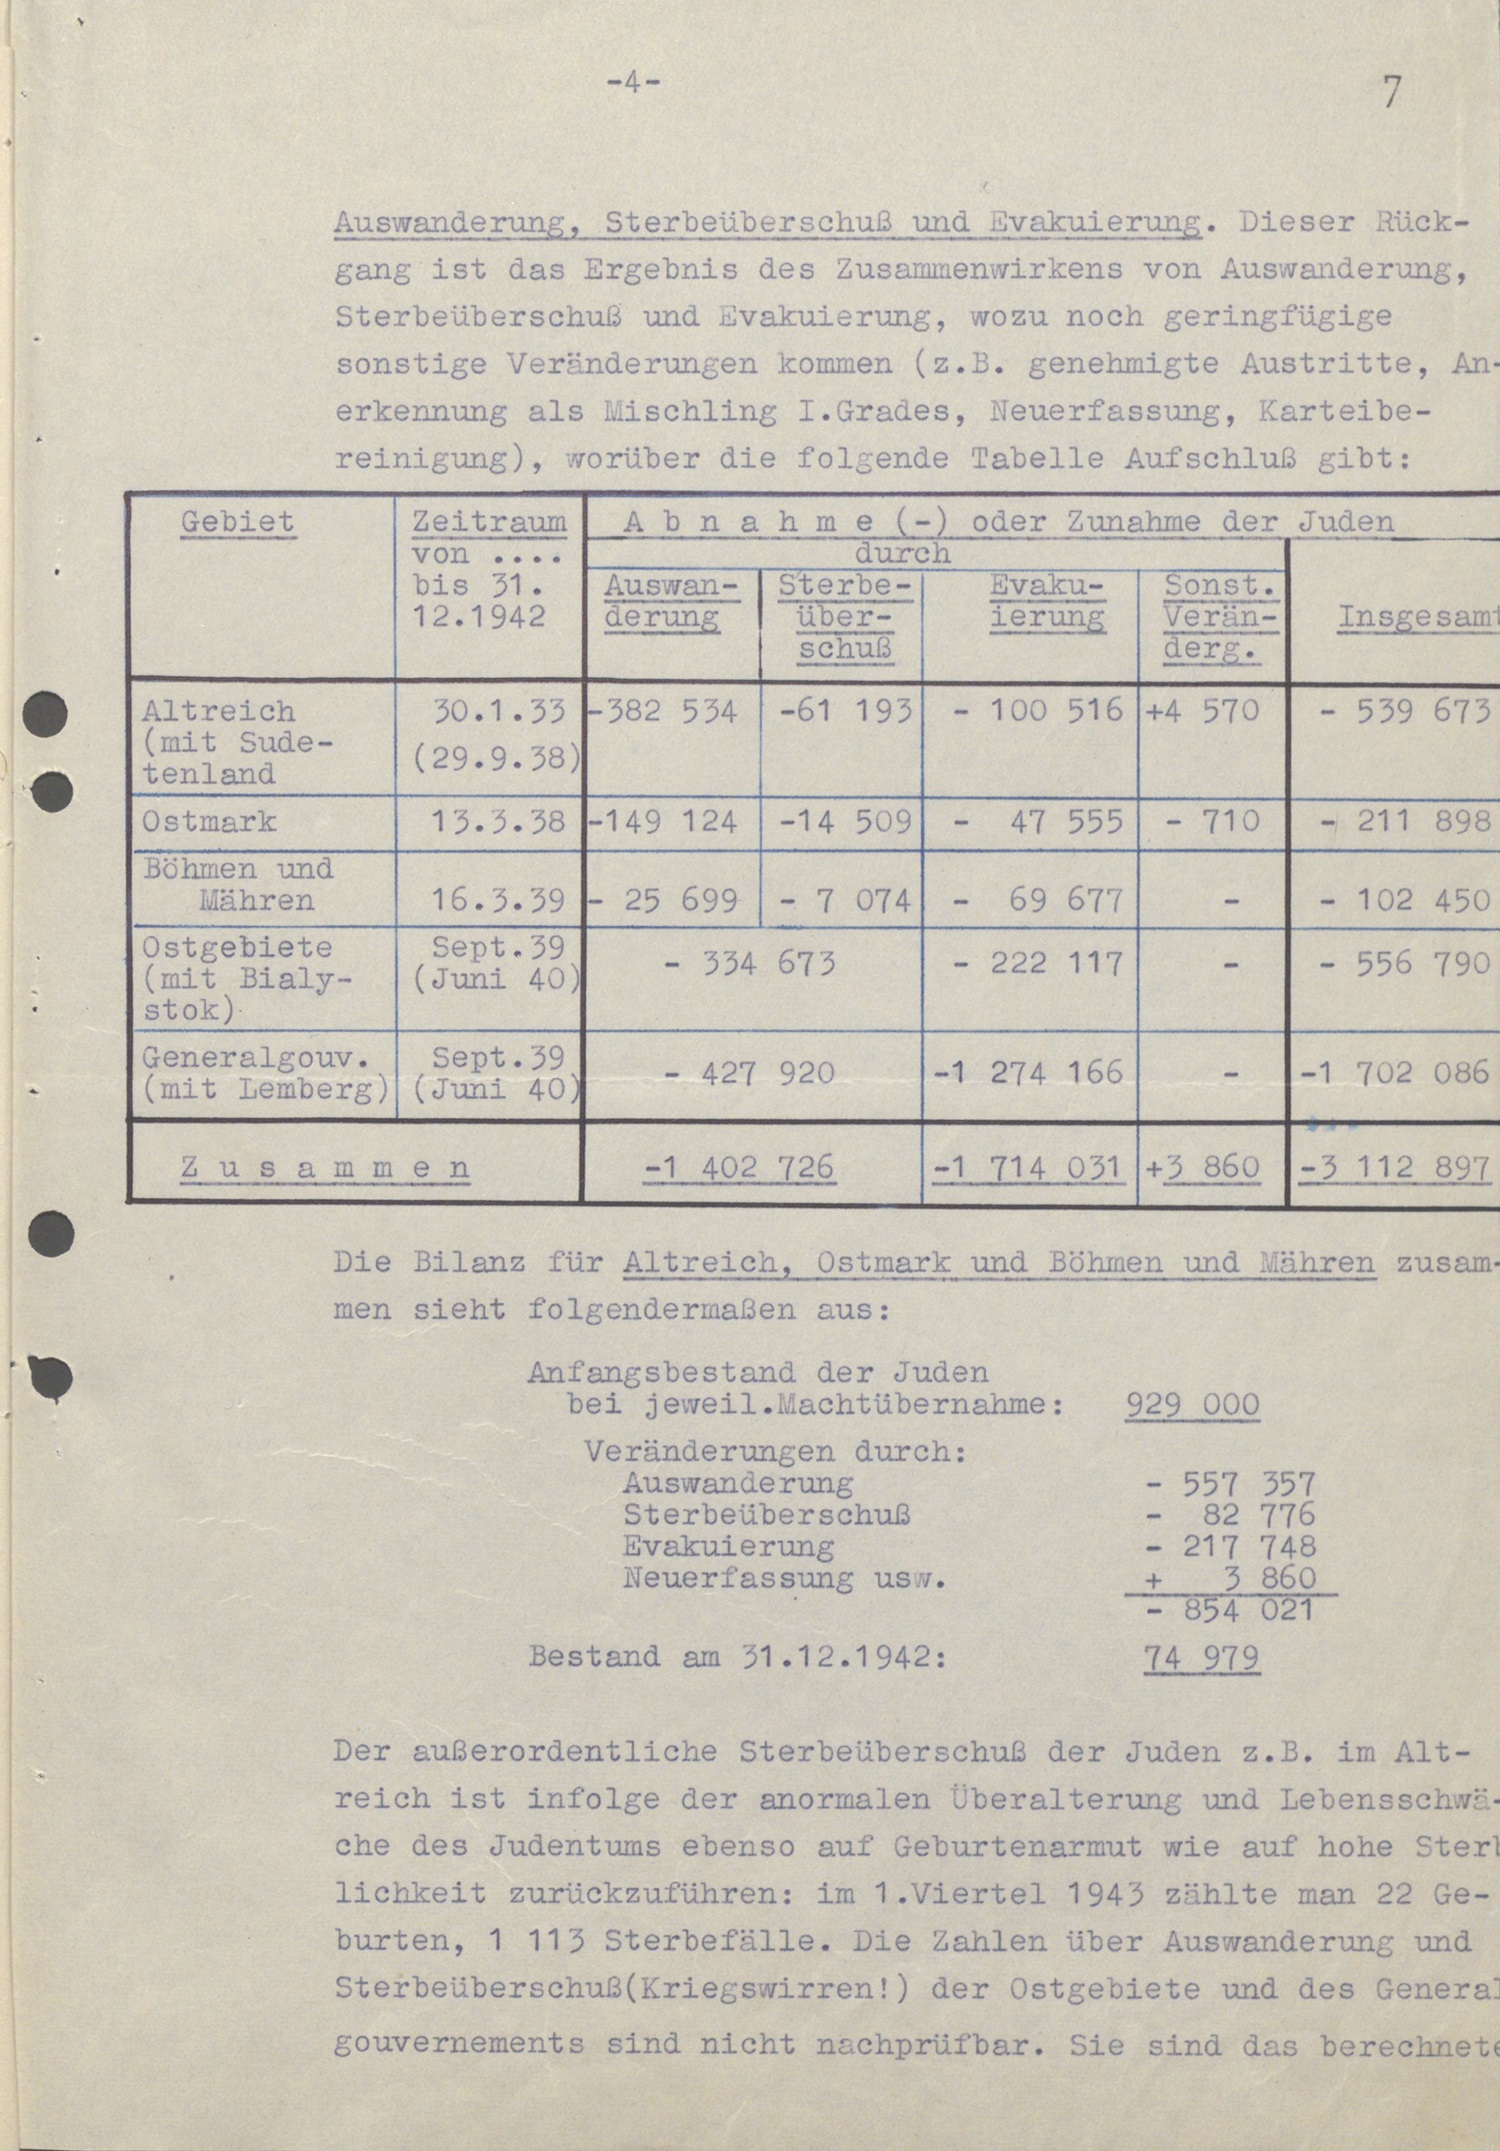 -4-
7
Auswanderung, Sterbeüberschuß und Evakuierung. Dieser Rück-
gang ist das Ergebnis des Zusammenwirkens von Auswanderung,
Sterbeüberschuß und Evakuierung, wozu noch geringfügige
sonstige Veränderungen kommen (z.B. genehmigte Austritte, An-
erkennung als Mischling I.Grades, Neuerfassung, Karteibe-
reinigung), worüber die folgende Tabelle Aufschluß gibt:
Gebiet Zeitraum A b n a h m e (-) oder Zunahme der Juden
von .... durch
bis 31. Auswan- Sterbe- Evaku- Sonst.
12.1942 derung über- ierung Verän- Insgesamt
schuß derg.
Altreich 30.1.33 -382 534 -61 193 - 100 516 +4 570 - 539 673
(mit Sude- (29.9.38)
tenland
Ostmark 13.3.38 -149 124 -14 509 - 47 555 - 710 - 211 898
Böhmen und
Mähren 16.3.39 - 25 699 - 7 074 - 69 677 - - 102 450
Ostgebiete Sept.39
(mit Bialy- (Juni 40) - 334 673 - 222 117 - - 556 790
stok)
Generalgouv. Sept.39
(mit Lemberg) (Juni 40) - 427 920 -1 274 166 - -1 702 086
Z u s a m m e n -1 402 726 -1 714 031 +3 860 -3 112 897
Die Bilanz für Altreich, Ostmark und Böhmen und Mähren zusam-
men sieht folgendermaßen aus:
Anfangsbestand der Juden
bei jeweil.Machtübernahme: 929 000
Veränderungen durch:
Auswanderung - 557 357
Sterbeüberschuß - 82 776
Evakuierung - 217 748
Neuerfassung usw. + 3 860
- 854 021
Bestand am 31.12.1942: 74 979
Der außerordentliche Sterbeüberschuß der Juden z.B. im Alt-
reich ist infolge der anormalen Überalterung und Lebensschwä-
che des Judentums ebenso auf Geburtenarmut wie auf hohe Sterb
lichkeit zurückzuführen: im 1.Viertel 1943 zählte man 22 Ge-
burten, 1 113 Sterbefälle. Die Zahlen über Auswanderung und
Sterbeüberschuß(Kriegswirren!) der Ostgebiete und des General
gouvernements sind nicht nachprüfbar. Sie sind das berechnete